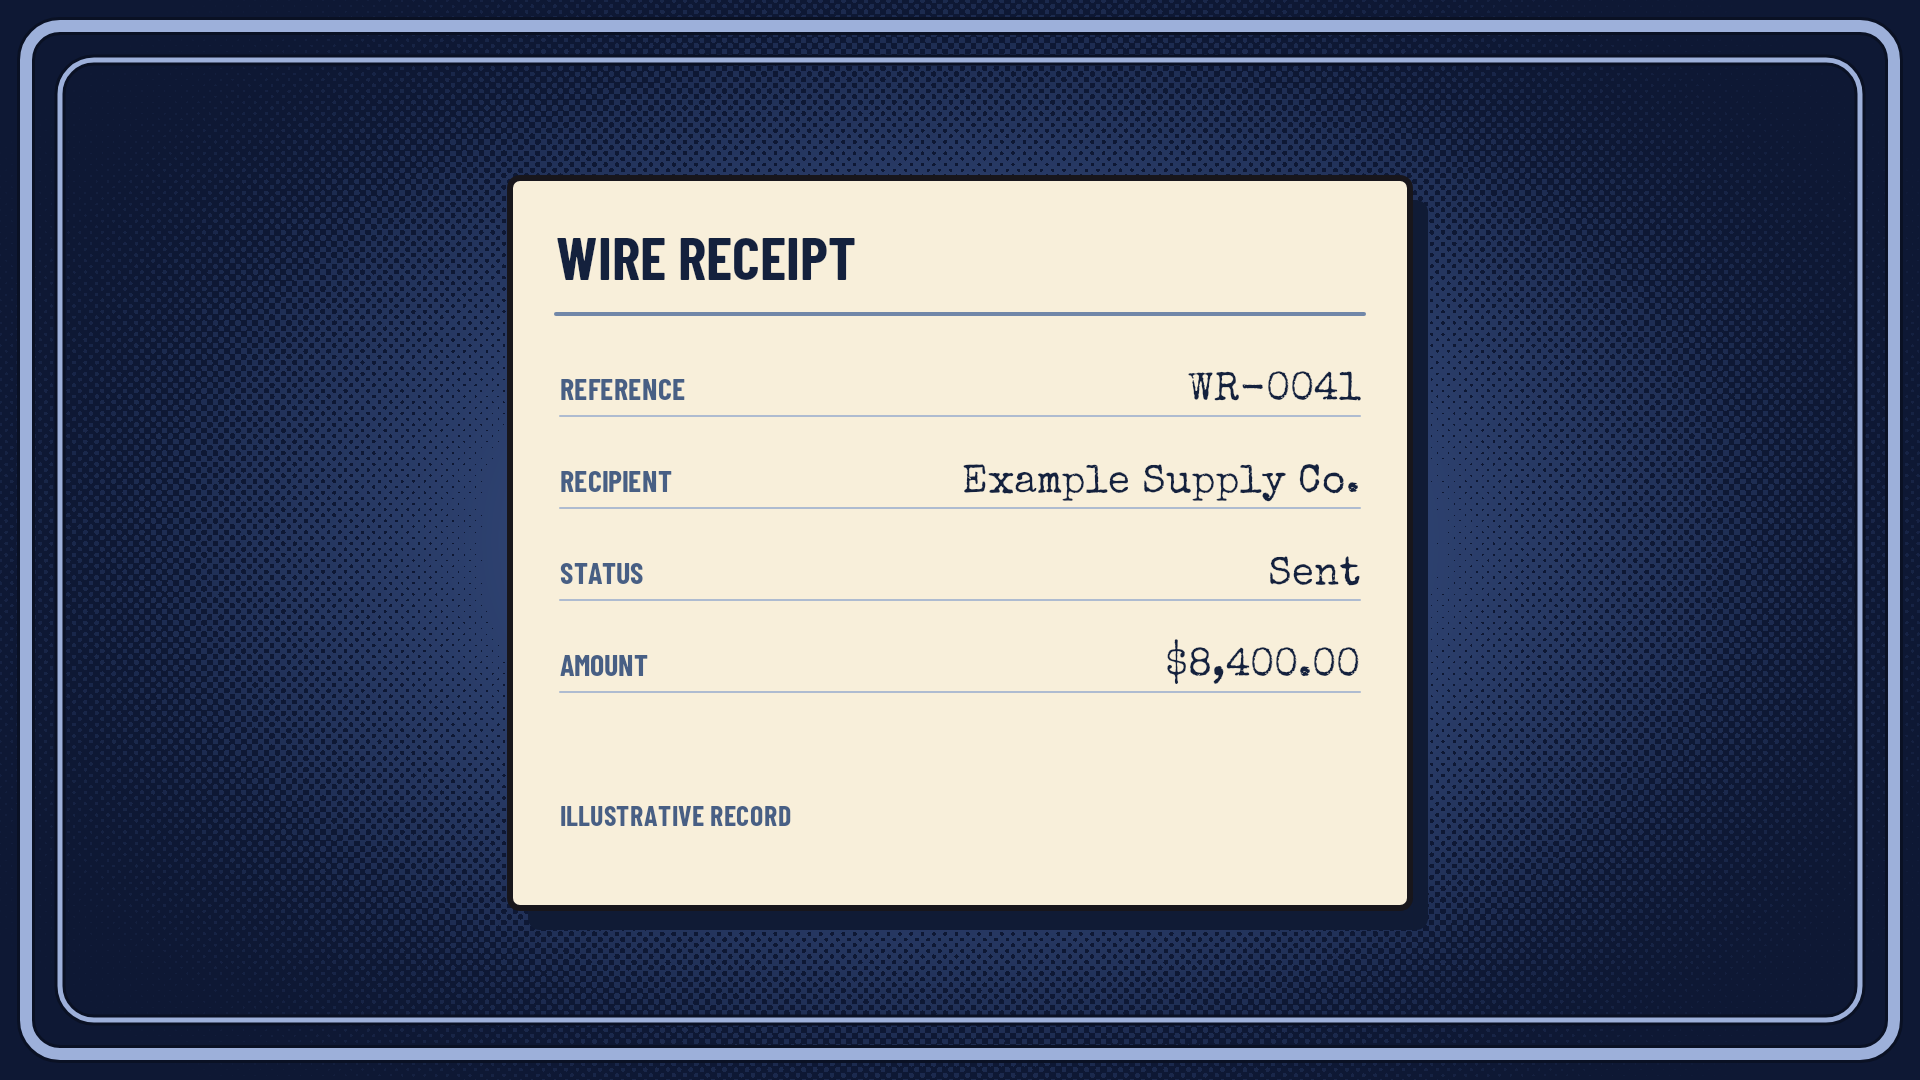 WIRE RECEIPT
REFERENCE WR-0041
RECIPIENT Example Supply Co.
STATUS Sent
AMOUNT $8,400.00
ILLUSTRATIVE RECORD